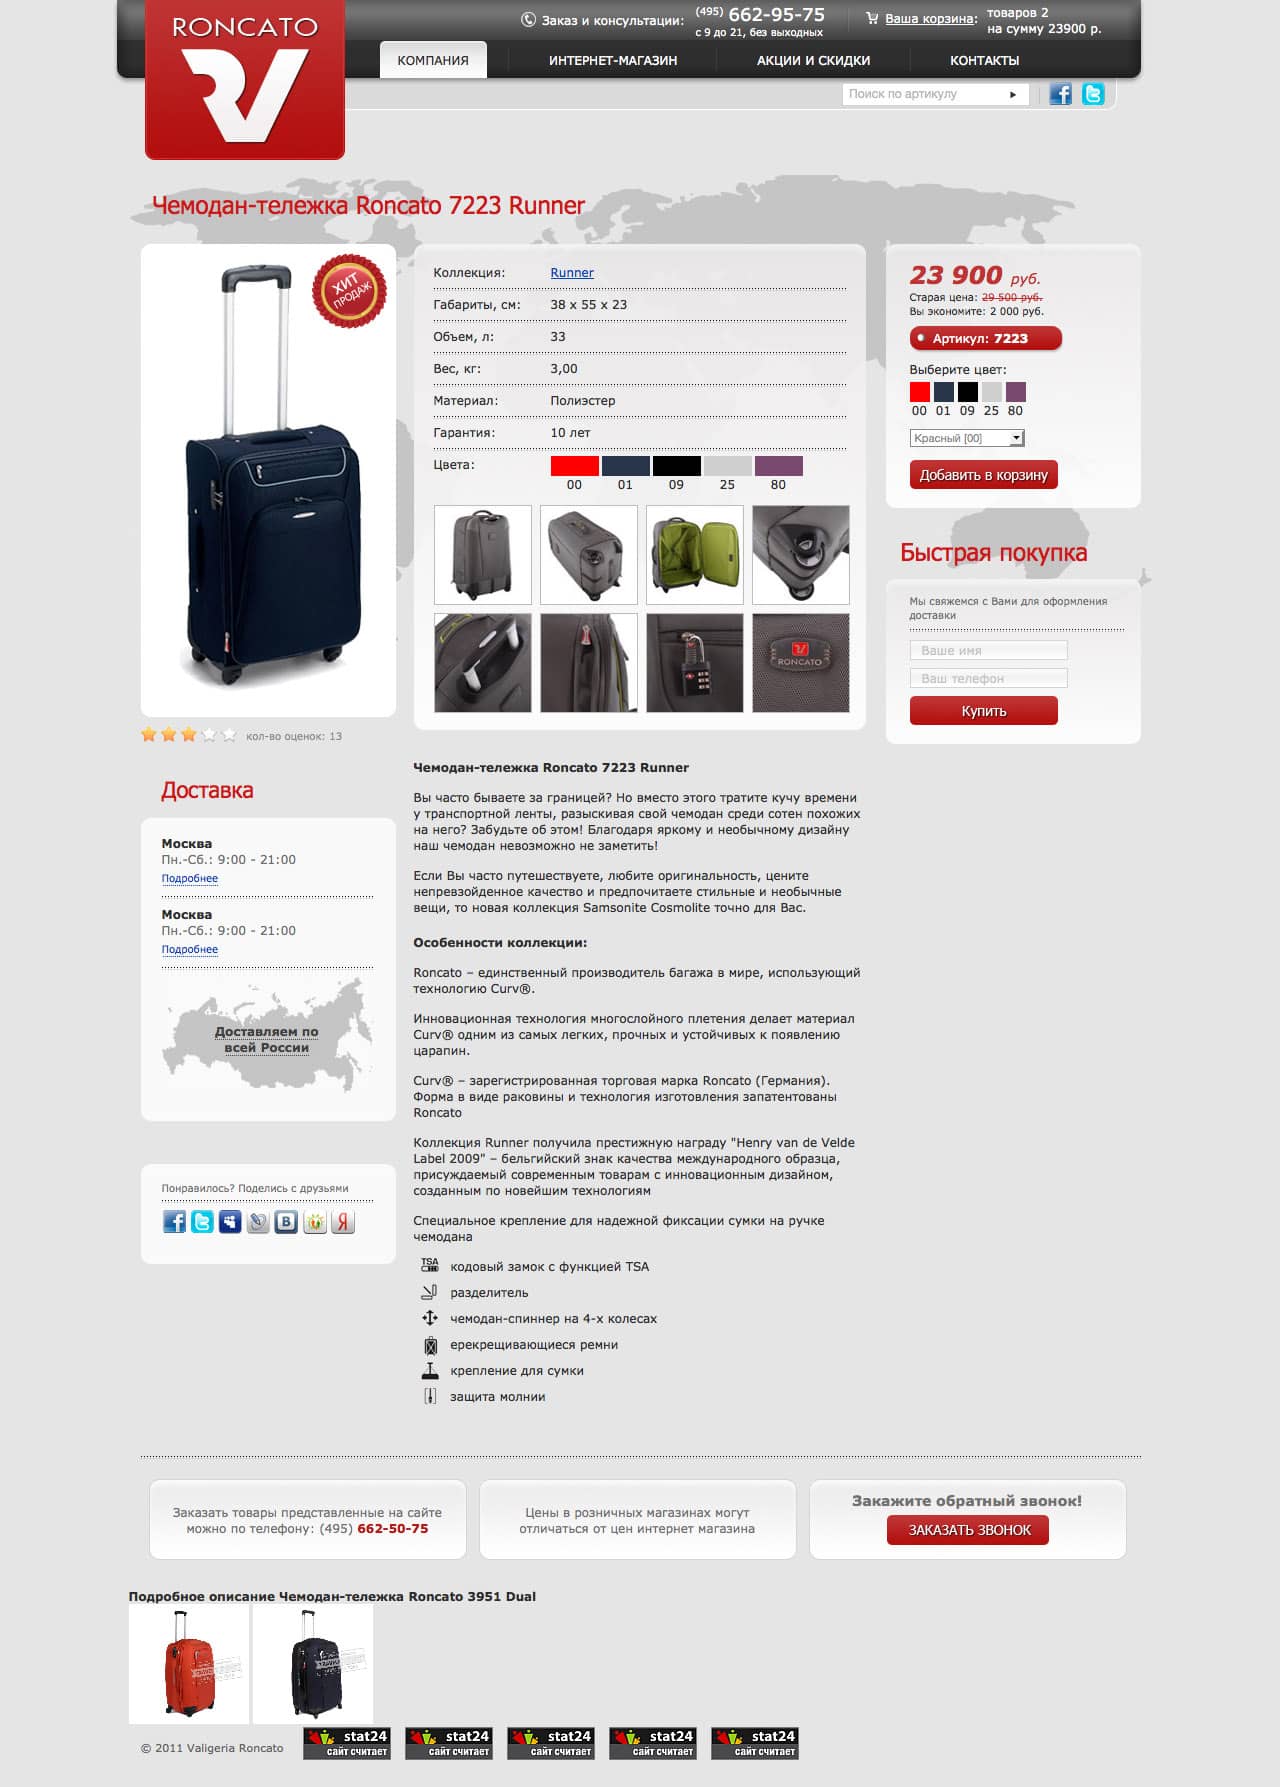 RONCATO
Заказ и консультации:
(495) 662-95-75
с 9 до 21, без выходных
Ваша корзина:
товаров 2
на сумму 23900 р.
КОМПАНИЯ
ИНТЕРНЕТ-МАГАЗИН
АКЦИИ И СКИДКИ
КОНТАКТЫ
Поиск по артикулу
Чемодан-тележка Roncato 7223 Runner
ХИТ
ПРОДАЖ
кол-во оценок: 13
Коллекция: Runner
Габариты, см: 38 x 55 x 23
Объем, л: 33
Вес, кг: 3,00
Материал: Полиэстер
Гарантия: 10 лет
Цвета:
00 01 09 25 80
RONCATO
23 900 руб.
Старая цена: 29 500 руб.
Вы экономите: 2 000 руб.
Артикул: 7223
Выберите цвет:
00 01 09 25 80
Красный [00]
Добавить в корзину
Быстрая покупка
Мы свяжемся с Вами для оформления
доставки
Ваше имя
Ваш телефон
Купить
Доставка
Москва
Пн.-Сб.: 9:00 - 21:00
Подробнее
Москва
Пн.-Сб.: 9:00 - 21:00
Подробнее
Доставляем по
всей России
Понравилось? Поделись с друзьями
Чемодан-тележка Roncato 7223 Runner
Вы часто бываете за границей? Но вместо этого тратите кучу времени
у транспортной ленты, разыскивая свой чемодан среди сотен похожих
на него? Забудьте об этом! Благодаря яркому и необычному дизайну
наш чемодан невозможно не заметить!
Если Вы часто путешествуете, любите оригинальность, цените
непревзойденное качество и предпочитаете стильные и необычные
вещи, то новая коллекция Samsonite Cosmolite точно для Вас.
Особенности коллекции:
Roncato – единственный производитель багажа в мире, использующий
технологию Curv®.
Инновационная технология многослойного плетения делает материал
Curv® одним из самых легких, прочных и устойчивых к появлению
царапин.
Curv® – зарегистрированная торговая марка Roncato (Германия).
Форма в виде раковины и технология изготовления запатентованы
Roncato
Коллекция Runner получила престижную награду "Henry van de Velde
Label 2009" – бельгийский знак качества международного образца,
присуждаемый современным товарам с инновационным дизайном,
созданным по новейшим технологиям
Специальное крепление для надежной фиксации сумки на ручке
чемодана
TSA кодовый замок с функцией TSA
разделитель
чемодан-спиннер на 4-х колесах
ерекрещивающиеся ремни
крепление для сумки
защита молнии
Заказать товары представленные на сайте
можно по телефону: (495) 662-50-75
Цены в розничных магазинах могут
отличаться от цен интернет магазина
Закажите обратный звонок!
ЗАКАЗАТЬ ЗВОНОК
Подробное описание Чемодан-тележка Roncato 3951 Dual
© 2011 Valigeria Roncato
stat24
сайт считает
stat24
сайт считает
stat24
сайт считает
stat24
сайт считает
stat24
сайт считает